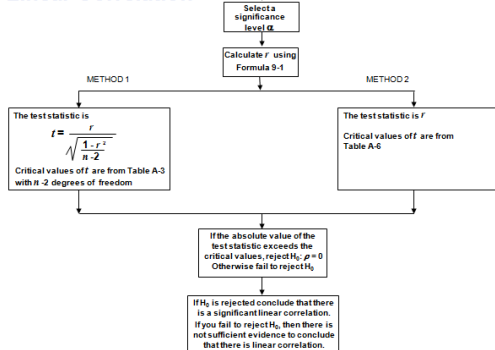 Select a
significance
level α
Calculate r using
Formula 9-1
METHOD 1
METHOD 2
The test statistic is
t = r
√ 1 - r ²
n -2
Critical values of t are from Table A-3
with n -2 degrees of freedom
The test statistic is r
Critical values of t are from
Table A-6
If the absolute value of the
test statistic exceeds the
critical values, reject H₀: ρ = 0
Otherwise fail to reject H₀
If H₀ is rejected conclude that there
is a significant linear correlation.
If you fail to reject H₀, then there is
not sufficient evidence to conclude
that there is linear correlation.